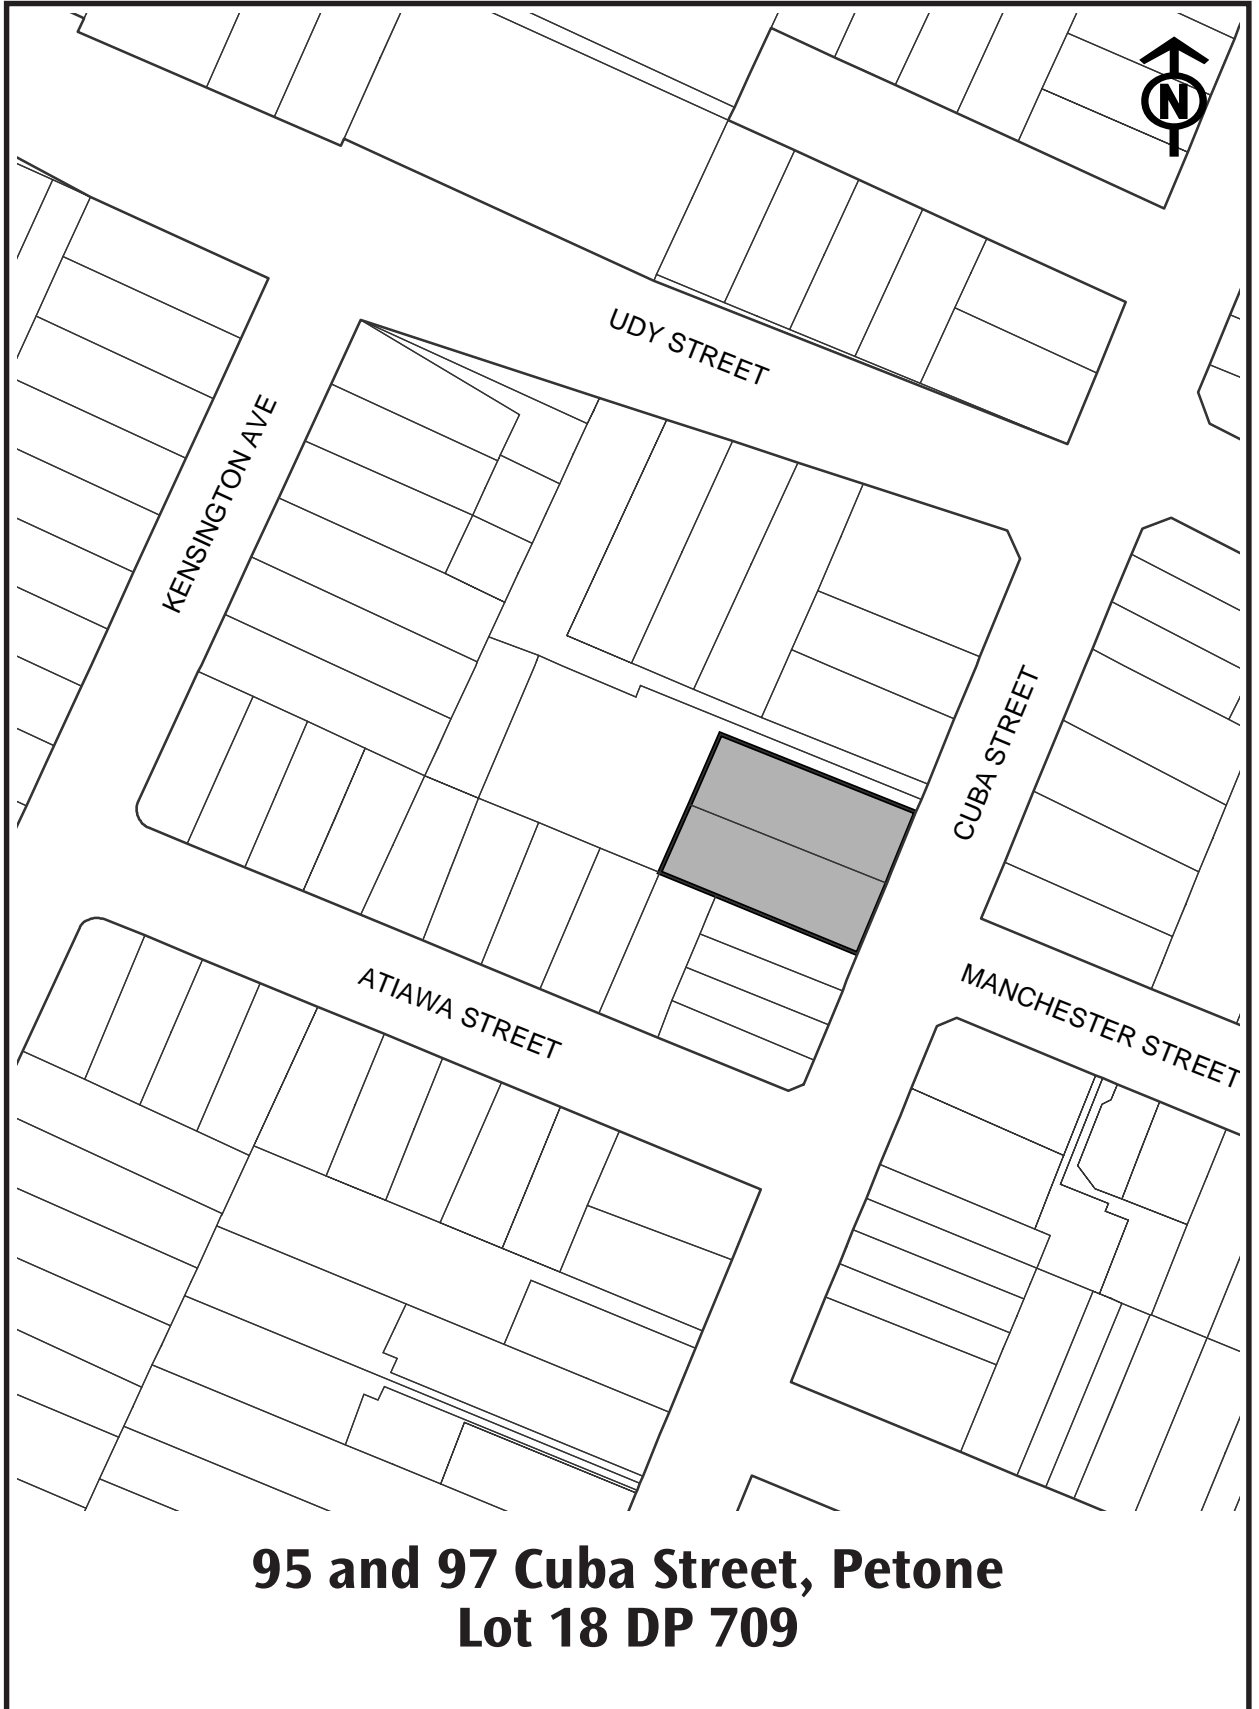 N
UDY STREET
KENSINGTON AVE
CUBA STREET
ATIAWA STREET
MANCHESTER STREET
95 and 97 Cuba Street, Petone
Lot 18 DP 709